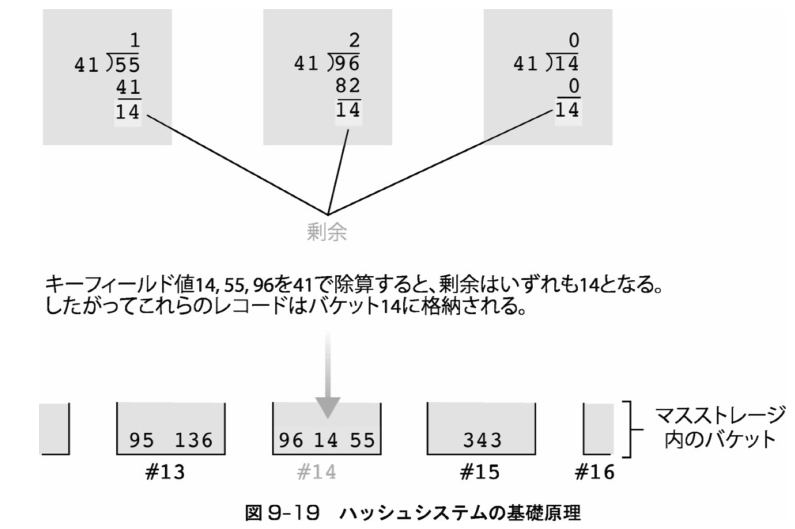 1
41)55
41
14
2
41)96
82
14
0
41)14
0
14
剰余
キーフィールド値14, 55, 96を41で除算すると、剰余はいずれも14となる。
したがってこれらのレコードはバケット14に格納される。
95 136
96 14 55
343
マスストレージ
内のバケット
#13
#14
#15
#16
図9-19 ハッシュシステムの基礎原理